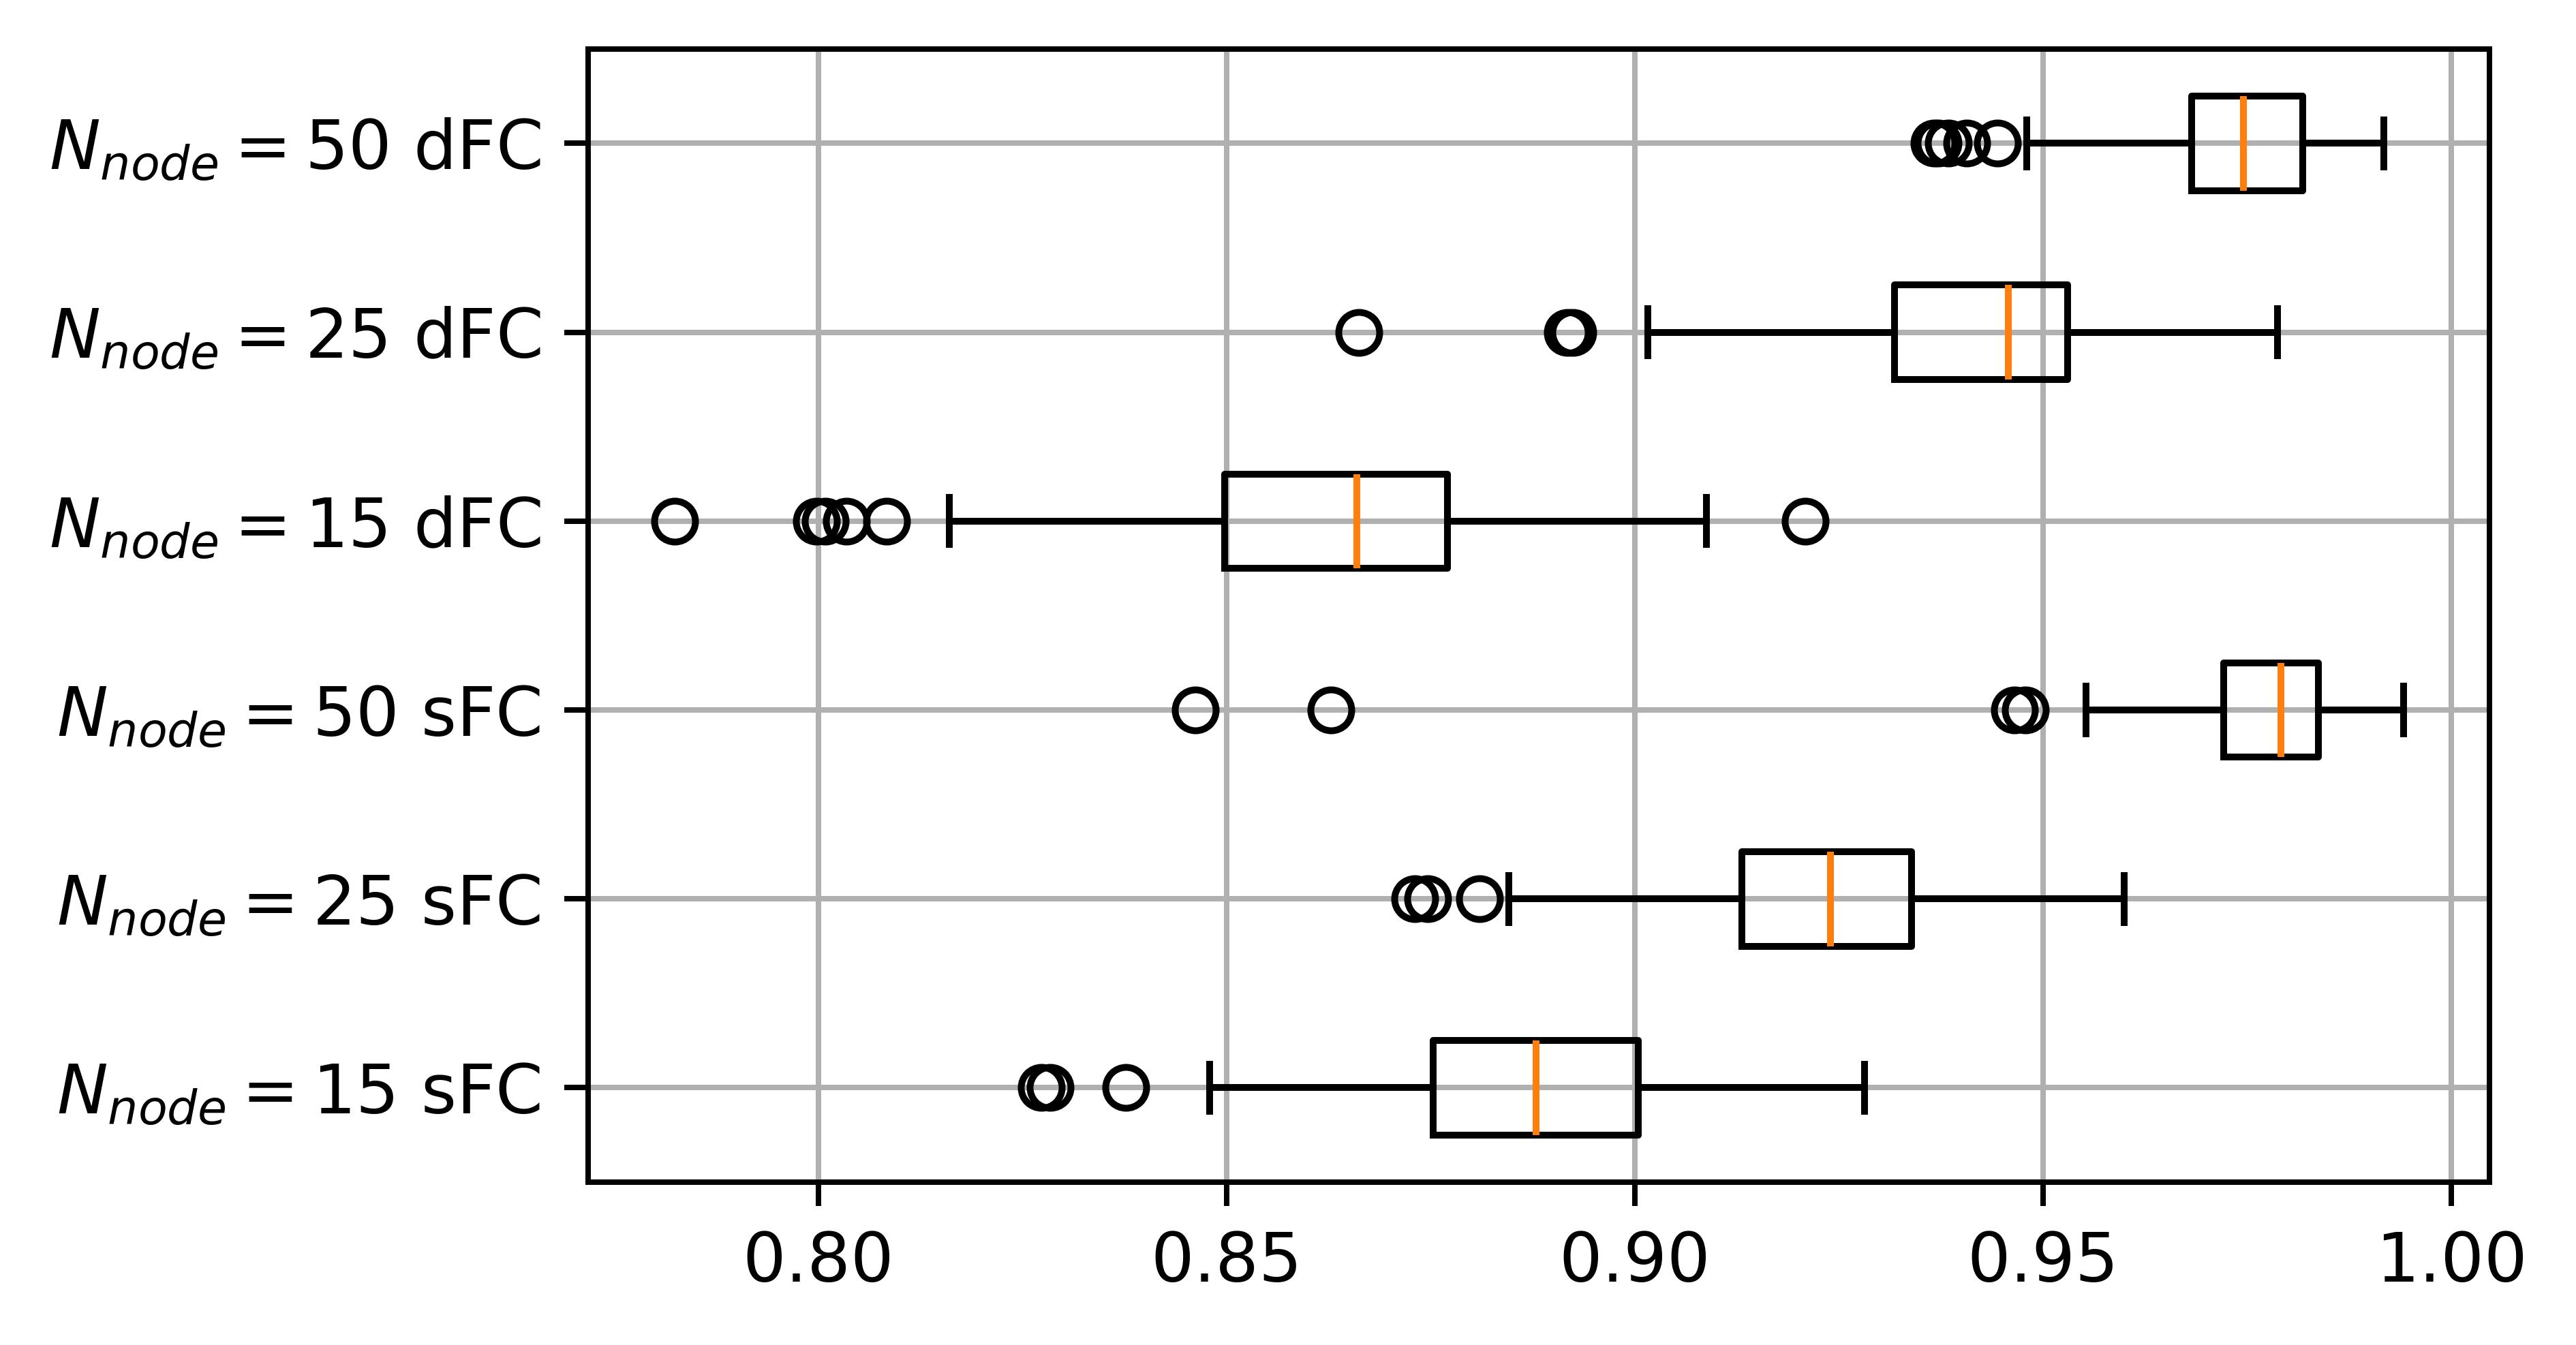 N_node = 50 dFC
N_node = 25 dFC
N_node = 15 dFC
N_node = 50 sFC
N_node = 25 sFC
N_node = 15 sFC
0.80 0.85 0.90 0.95 1.00